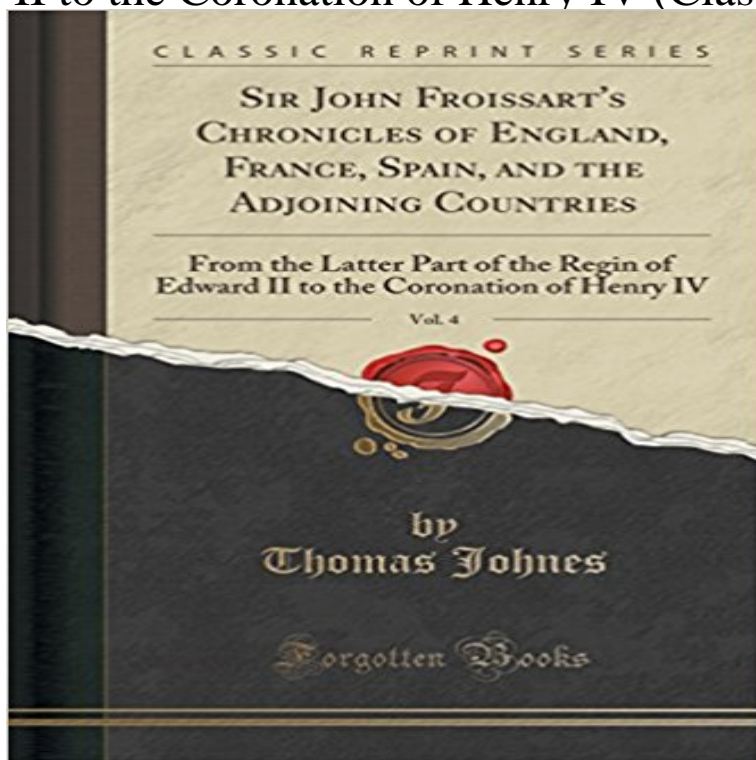 II to the Coronation of Henry IV (Clas
CLASSIC REPRINT SERIES
SIR JOHN FROISSART'S
CHRONICLES OF ENGLAND,
FRANCE, SPAIN, AND THE
ADJOINING COUNTRIES
From the Latter Part of the Regin of
Edward II to the Coronation of Henry IV
Vol. 4
by
Thomas Johnes
Forgotten Books